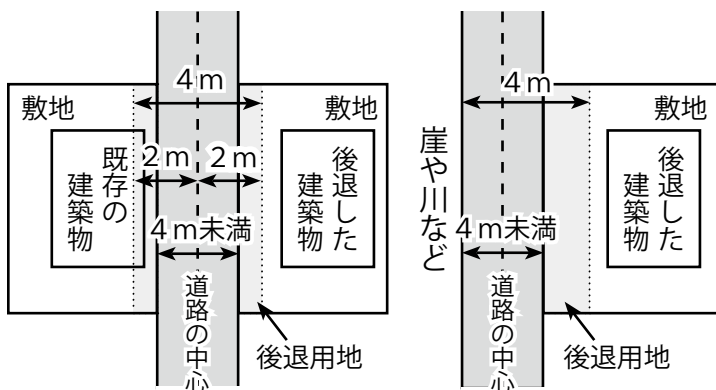 4m
敷地
敷地
既存の
建築物
2m
2m
後退した
建築物
4m未満
道路の中心
後退用地
4m
敷地
崖や川など
後退した
建築物
4m未満
道路の中心
後退用地